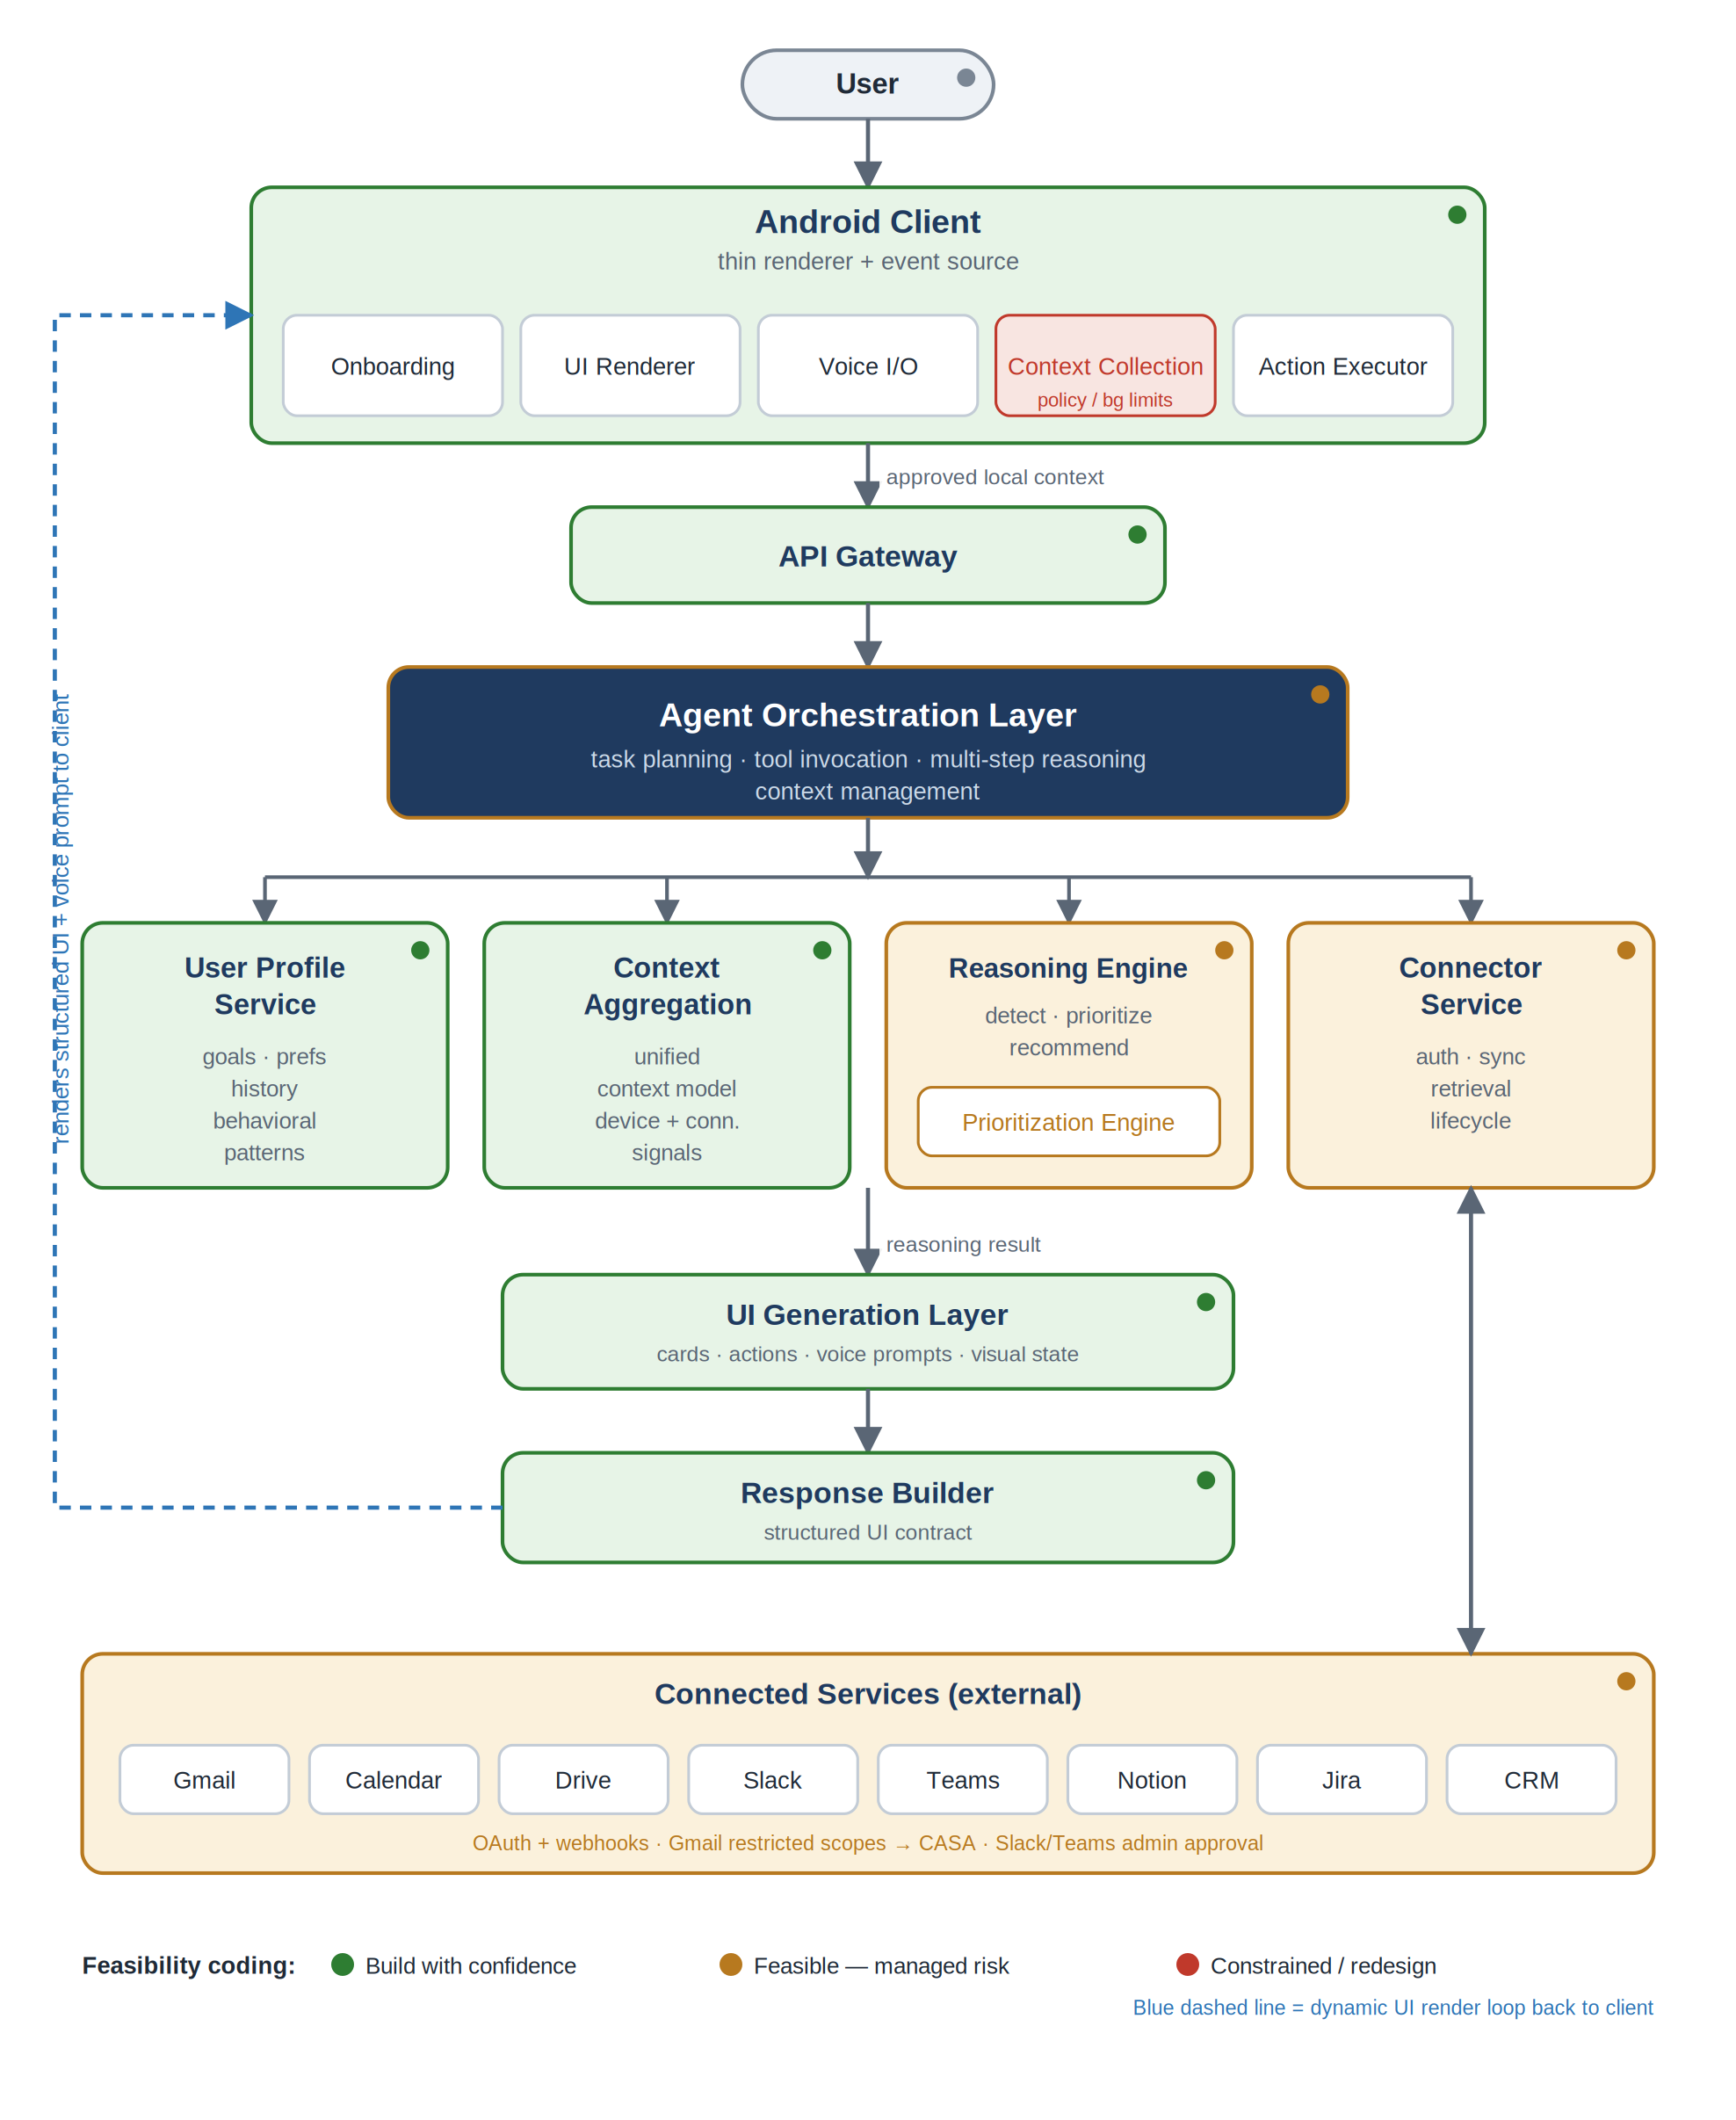 User
Android Client
thin renderer + event source
Onboarding
UI Renderer
Voice I/O
Context Collection
policy / bg limits
Action Executor
approved local context
API Gateway
Agent Orchestration Layer
task planning · tool invocation · multi-step reasoning
context management
renders structured UI + voice prompt to client
User Profile
Service
goals · prefs
history
behavioral
patterns
Context
Aggregation
unified
context model
device + conn.
signals
Reasoning Engine
detect · prioritize
recommend
Prioritization Engine
Connector
Service
auth · sync
retrieval
lifecycle
reasoning result
UI Generation Layer
cards · actions · voice prompts · visual state
Response Builder
structured UI contract
Connected Services (external)
Gmail
Calendar
Drive
Slack
Teams
Notion
Jira
CRM
OAuth + webhooks · Gmail restricted scopes → CASA · Slack/Teams admin approval
Feasibility coding:
Build with confidence
Feasible — managed risk
Constrained / redesign
Blue dashed line = dynamic UI render loop back to client